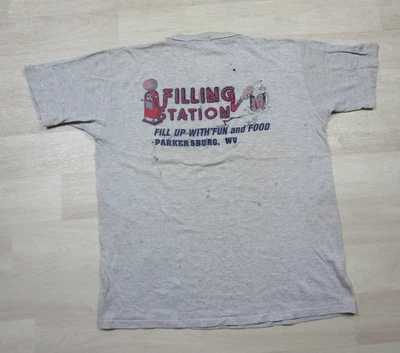 FILLING
STATION
FILL UP WITH FUN and FOOD
PARKERSBURG, WV